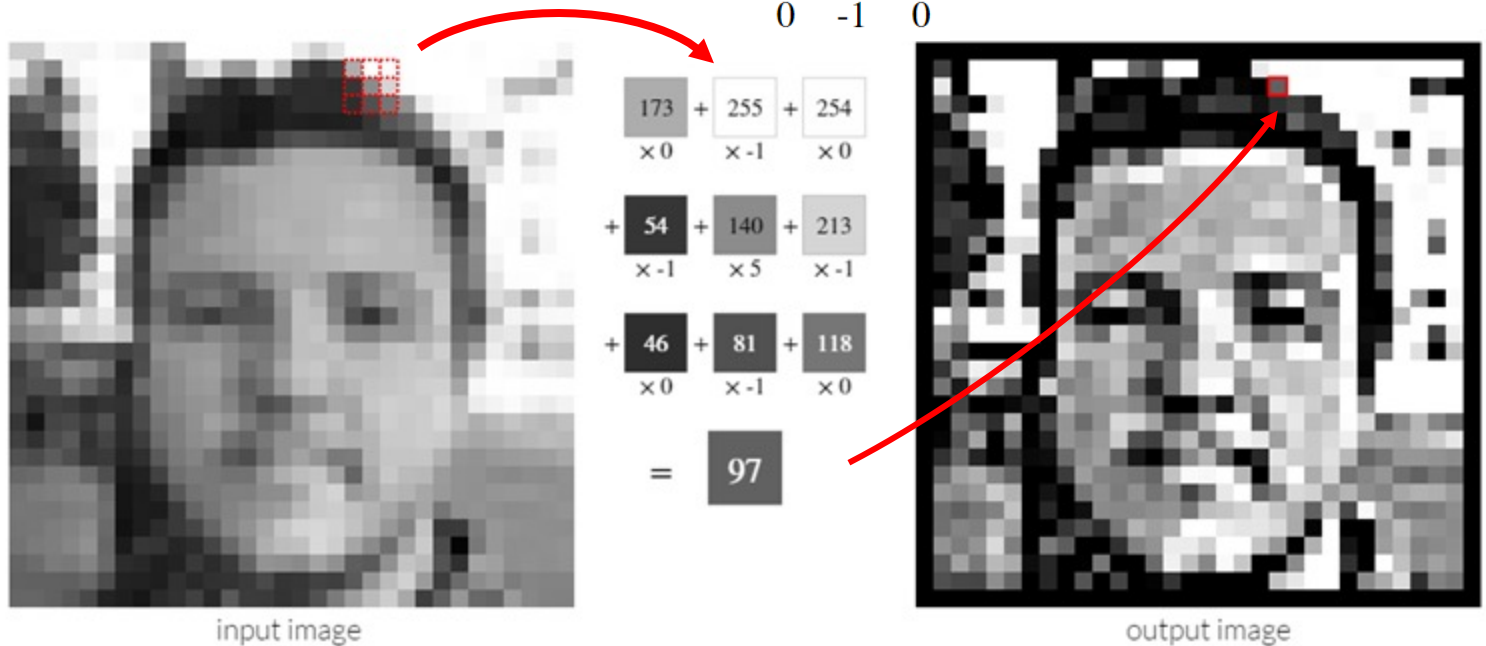 0 -1 0
173 + 255 + 254
× 0 × -1 × 0
+ 54 + 140 + 213
× -1 × 5 × -1
+ 46 + 81 + 118
× 0 × -1 × 0
= 97
input image
output image